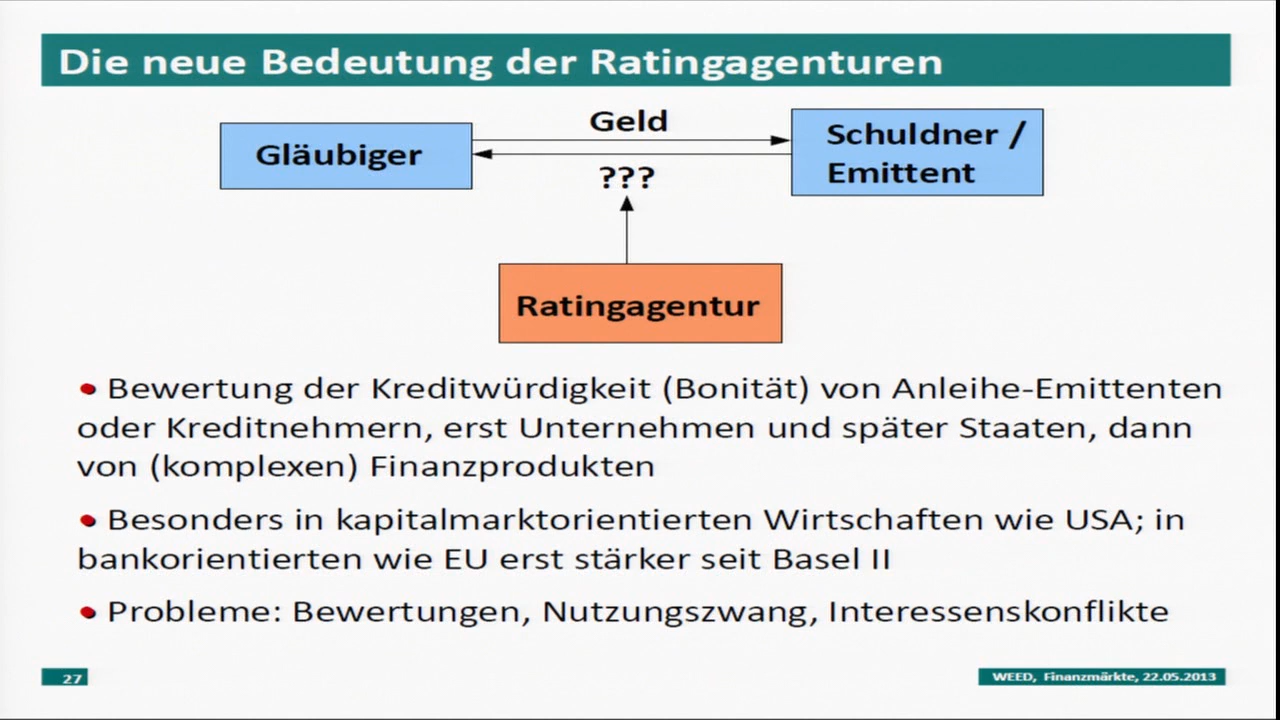 Die neue Bedeutung der Ratingagenturen
Geld
Gläubiger
Schuldner /
Emittent
???
Ratingagentur
• Bewertung der Kreditwürdigkeit (Bonität) von Anleihe-Emittenten
oder Kreditnehmern, erst Unternehmen und später Staaten, dann
von (komplexen) Finanzprodukten
• Besonders in kapitalmarktorientierten Wirtschaften wie USA; in
bankorientierten wie EU erst stärker seit Basel II
• Probleme: Bewertungen, Nutzungszwang, Interessenskonflikte
27
WEED, Finanzmärkte, 22.05.2013